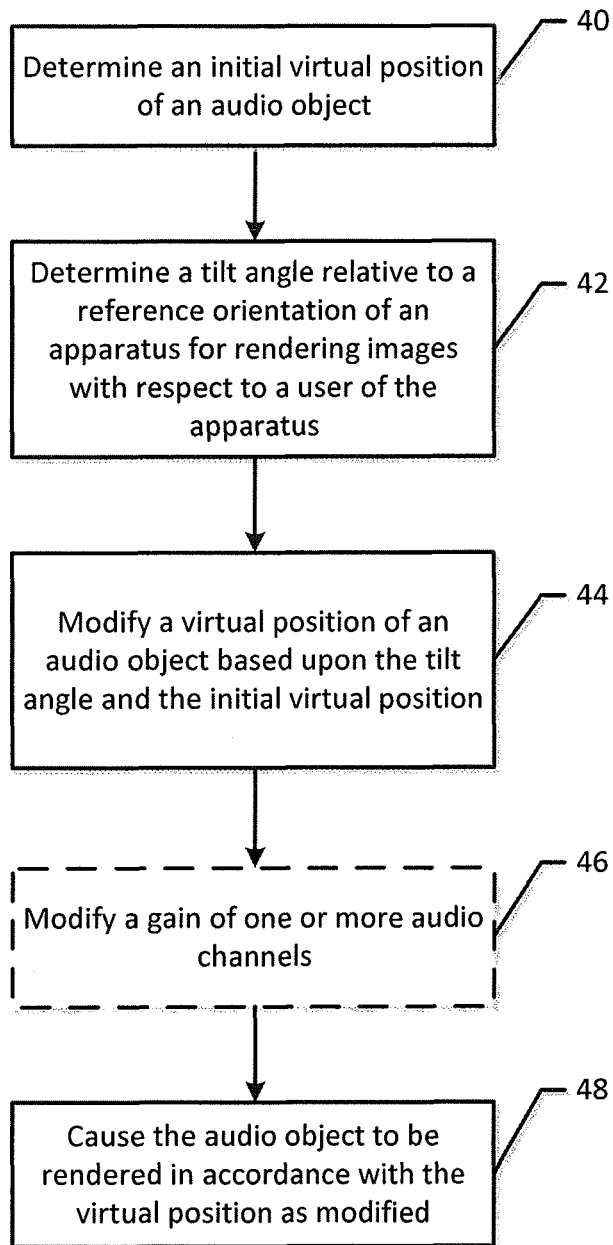 40
Determine an initial virtual position
of an audio object
42
Determine a tilt angle relative to a
reference orientation of an
apparatus for rendering images
with respect to a user of the
apparatus
44
Modify a virtual position of an
audio object based upon the tilt
angle and the initial virtual position
46
Modify a gain of one or more audio
channels
48
Cause the audio object to be
rendered in accordance with the
virtual position as modified